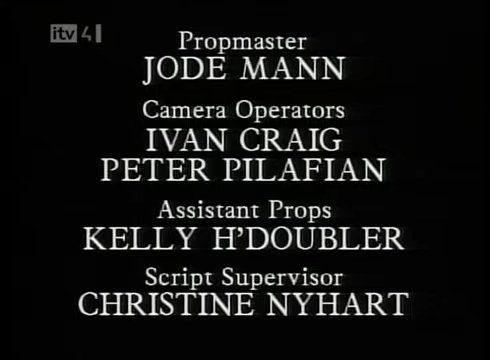 itv4
Propmaster
JODE MANN
Camera Operators
IVAN CRAIG
PETER PILAFIAN
Assistant Props
KELLY H'DOUBLER
Script Supervisor
CHRISTINE NYHART